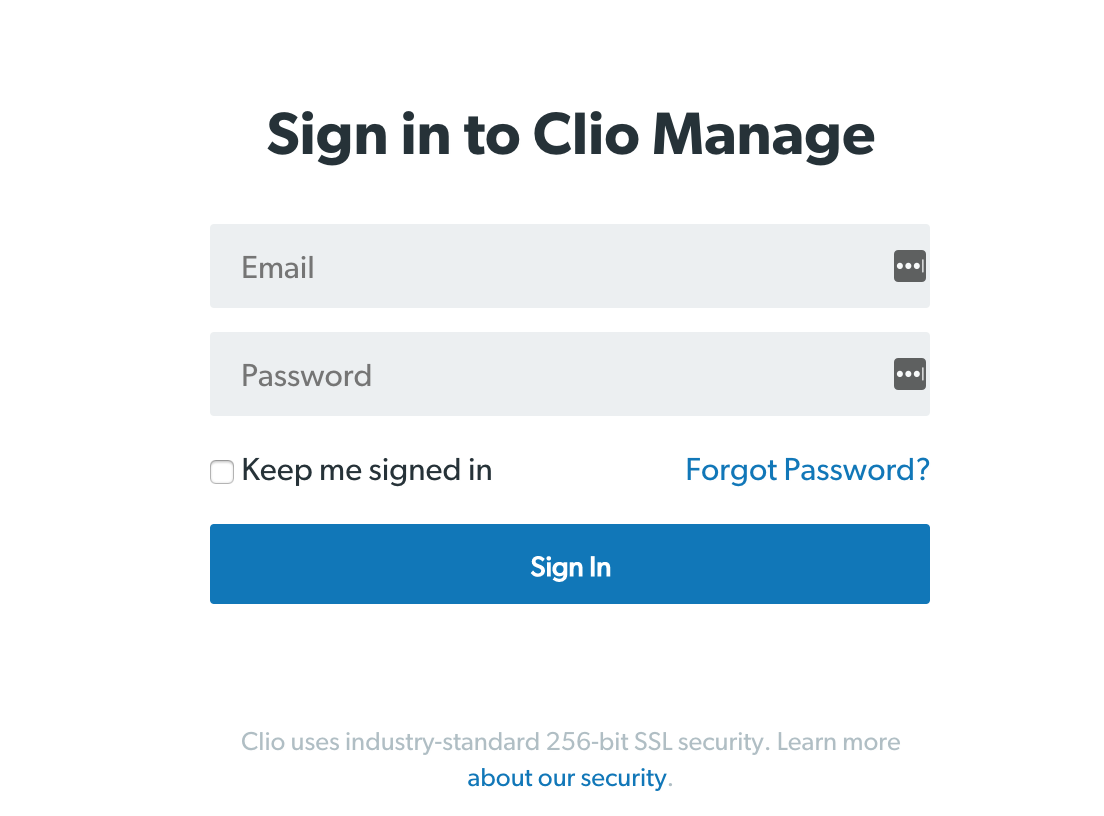 Sign in to Clio Manage
Email
Password
Keep me signed in
Forgot Password?
Sign In
Clio uses industry-standard 256-bit SSL security. Learn more
about our security.